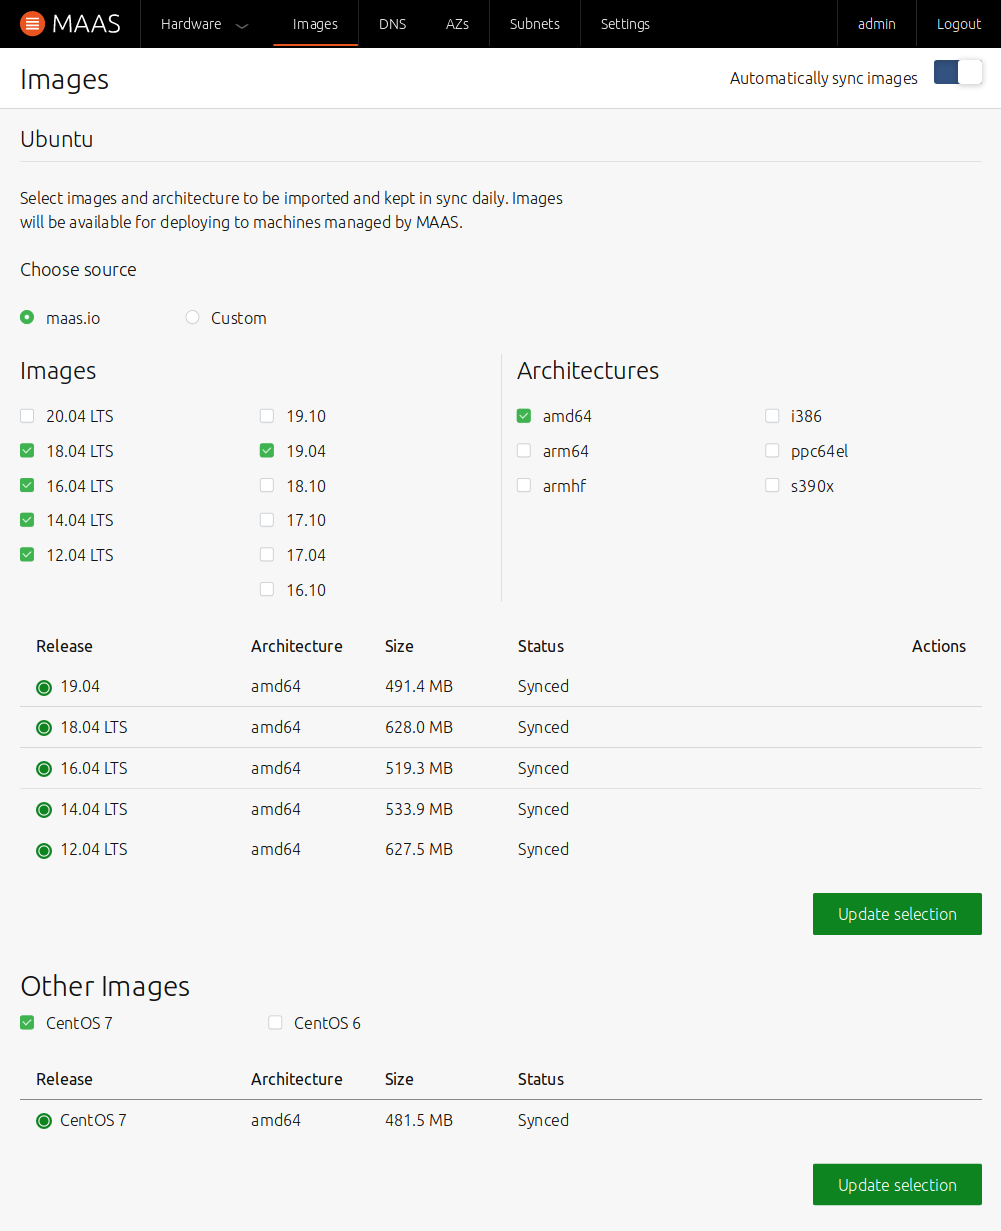 MAAS Hardware Images DNS AZs Subnets Settings admin Logout
Images Automatically sync images
Ubuntu
Select images and architecture to be imported and kept in sync daily. Images
will be available for deploying to machines managed by MAAS.
Choose source
maas.io Custom
Images Architectures
20.04 LTS 19.10 amd64 i386
18.04 LTS 19.04 arm64 ppc64el
16.04 LTS 18.10 armhf s390x
14.04 LTS 17.10
12.04 LTS 17.04
16.10
Release Architecture Size Status Actions
19.04 amd64 491.4 MB Synced
18.04 LTS amd64 628.0 MB Synced
16.04 LTS amd64 519.3 MB Synced
14.04 LTS amd64 533.9 MB Synced
12.04 LTS amd64 627.5 MB Synced
Update selection
Other Images
CentOS 7 CentOS 6
Release Architecture Size Status
CentOS 7 amd64 481.5 MB Synced
Update selection